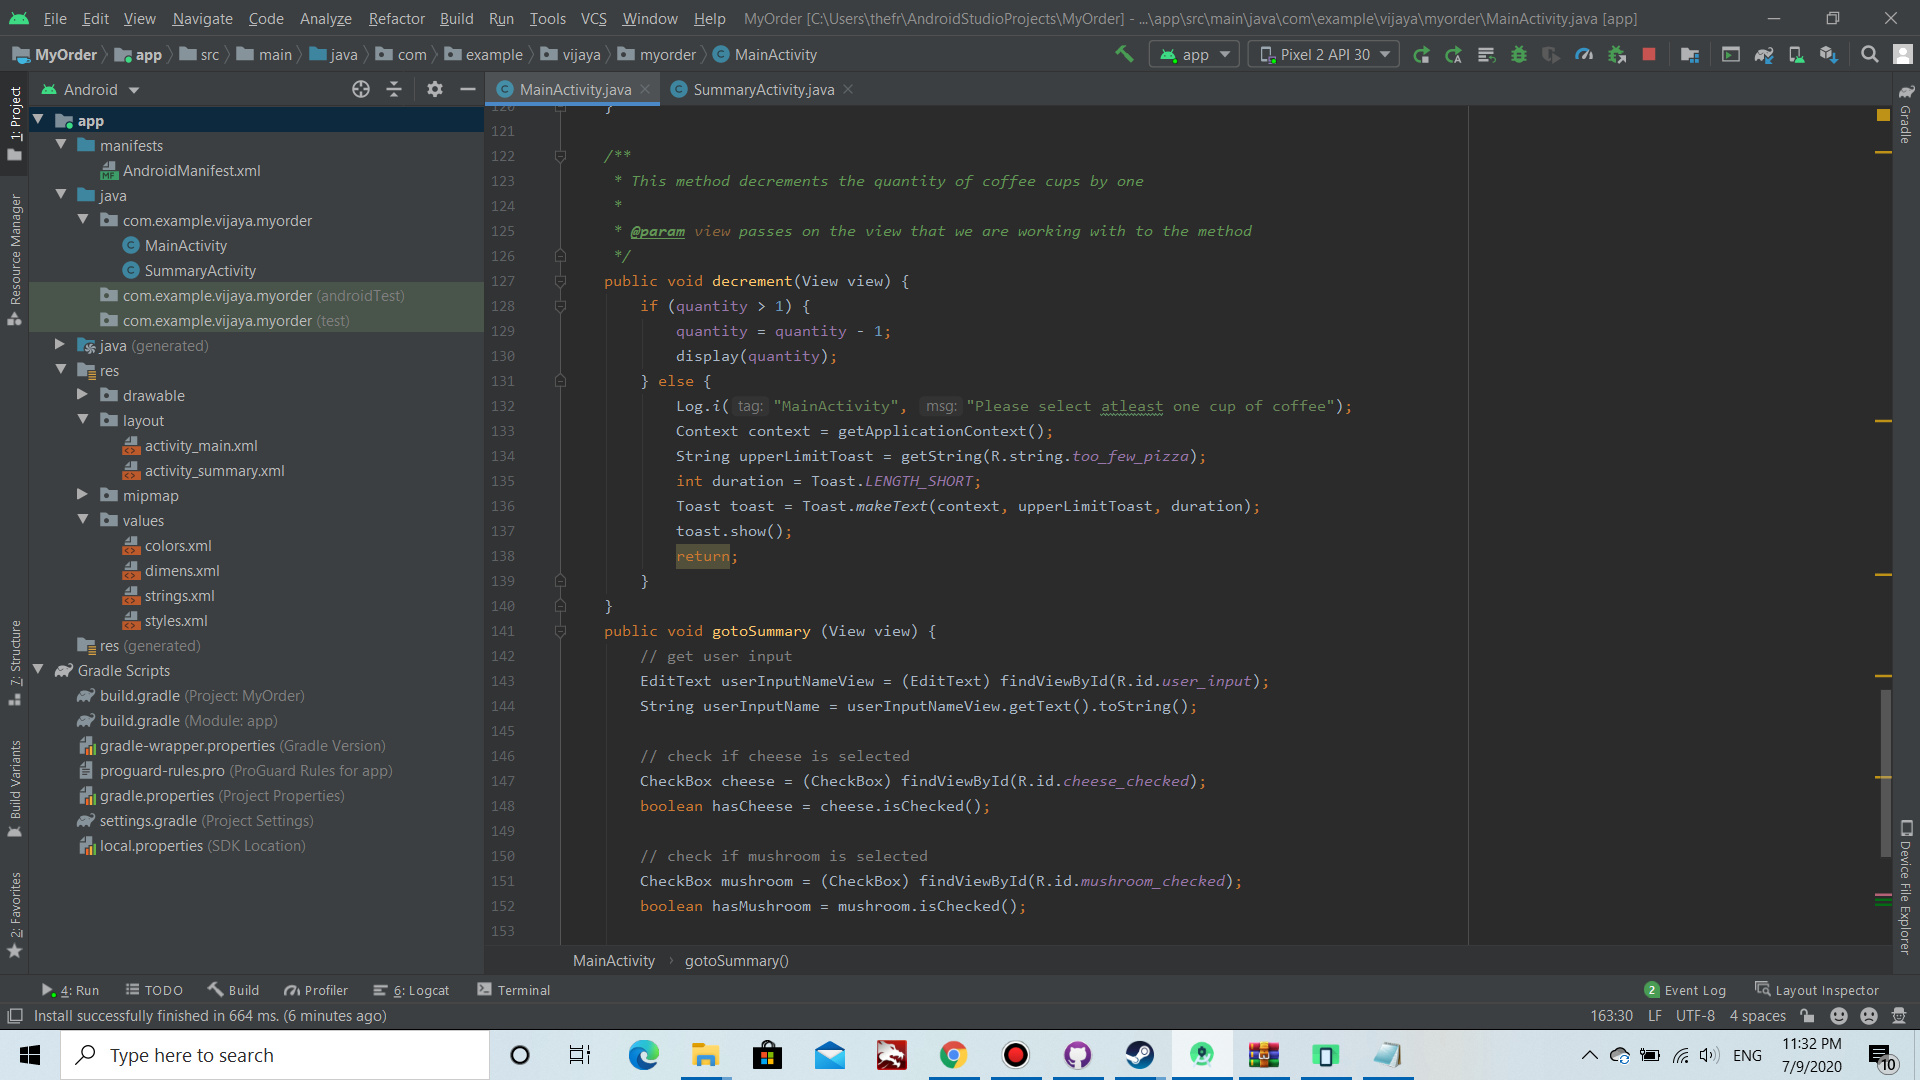 File Edit View Navigate Code Analyze Refactor Build Run Tools VCS Window Help MyOrder [C:\Users\thefr\AndroidStudioProjects\MyOrder] - ...\app\src\main\java\com\example\vijaya\myorder\MainActivity.java [app]
MyOrder app src main java com example vijaya myorder MainActivity app Pixel 2 API 30
Android
MainActivity.java SummaryActivity.java
1: Project
Resource Manager
7: Structure
Build Variants
2: Favorites
app
manifests
AndroidManifest.xml
java
com.example.vijaya.myorder
MainActivity
SummaryActivity
com.example.vijaya.myorder (androidTest)
com.example.vijaya.myorder (test)
java (generated)
res
drawable
layout
activity_main.xml
activity_summary.xml
mipmap
values
colors.xml
dimens.xml
strings.xml
styles.xml
res (generated)
Gradle Scripts
build.gradle (Project: MyOrder)
build.gradle (Module: app)
gradle-wrapper.properties (Gradle Version)
proguard-rules.pro (ProGuard Rules for app)
gradle.properties (Project Properties)
settings.gradle (Project Settings)
local.properties (SDK Location)
120 }
121
122 /**
123 * This method decrements the quantity of coffee cups by one
124 *
125 * @param view passes on the view that we are working with to the method
126 */
127 public void decrement(View view) {
128 if (quantity > 1) {
129 quantity = quantity - 1;
130 display(quantity);
131 } else {
132 Log.i( tag: "MainActivity", msg: "Please select atleast one cup of coffee");
133 Context context = getApplicationContext();
134 String upperLimitToast = getString(R.string.too_few_pizza);
135 int duration = Toast.LENGTH_SHORT;
136 Toast toast = Toast.makeText(context, upperLimitToast, duration);
137 toast.show();
138 return;
139 }
140 }
141 public void gotoSummary (View view) {
142 // get user input
143 EditText userInputNameView = (EditText) findViewById(R.id.user_input);
144 String userInputName = userInputNameView.getText().toString();
145
146 // check if cheese is selected
147 CheckBox cheese = (CheckBox) findViewById(R.id.cheese_checked);
148 boolean hasCheese = cheese.isChecked();
149
150 // check if mushroom is selected
151 CheckBox mushroom = (CheckBox) findViewById(R.id.mushroom_checked);
152 boolean hasMushroom = mushroom.isChecked();
153
MainActivity gotoSummary()
Gradle
Device File Explorer
4: Run TODO Build Profiler 6: Logcat Terminal 2 Event Log Layout Inspector
Install successfully finished in 664 ms. (6 minutes ago) 163:30 LF UTF-8 4 spaces
Type here to search
ENG
11:32 PM
7/9/2020
10